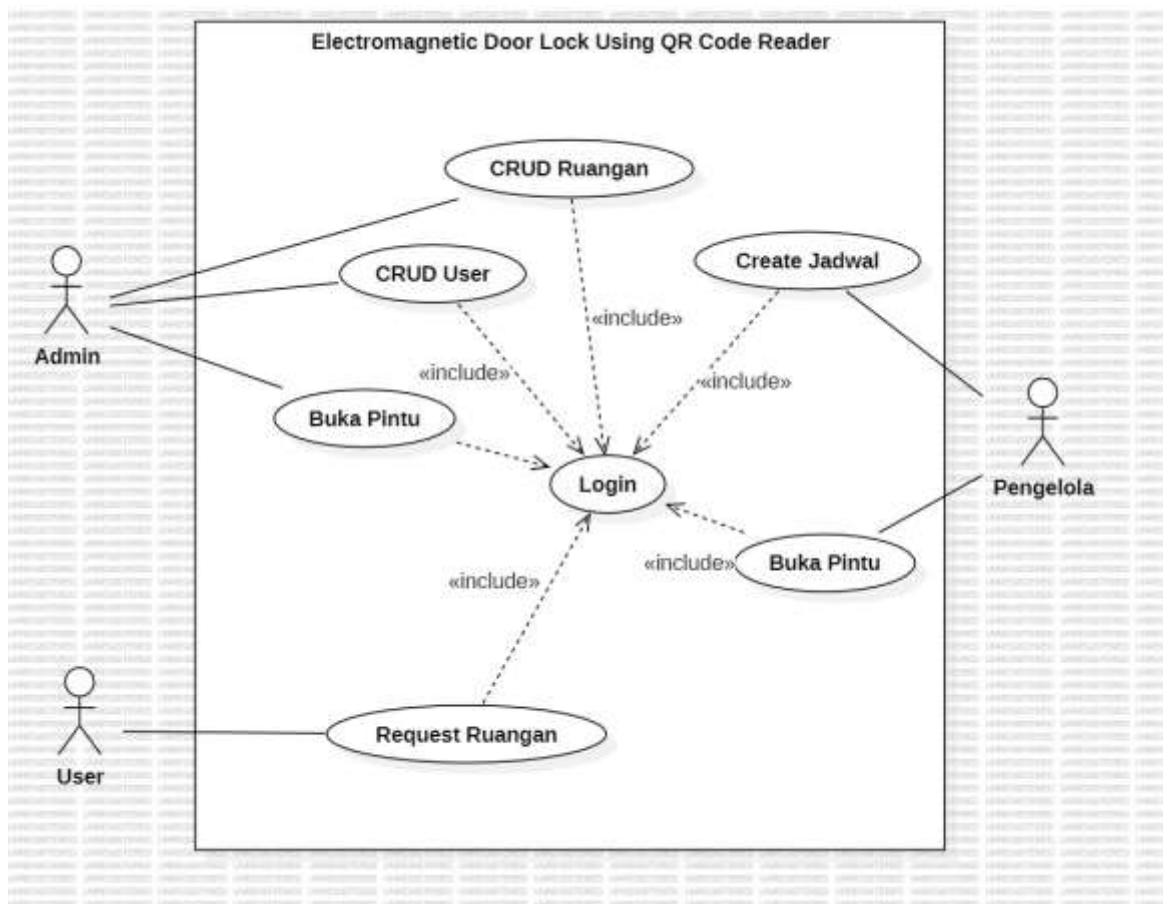 Electromagnetic Door Lock Using QR Code Reader
CRUD Ruangan
CRUD User
Create Jadwal
«include»
Admin
«include»
«include»
Buka Pintu
Login
Pengelola
«include»
Buka Pintu
«include»
Request Ruangan
User